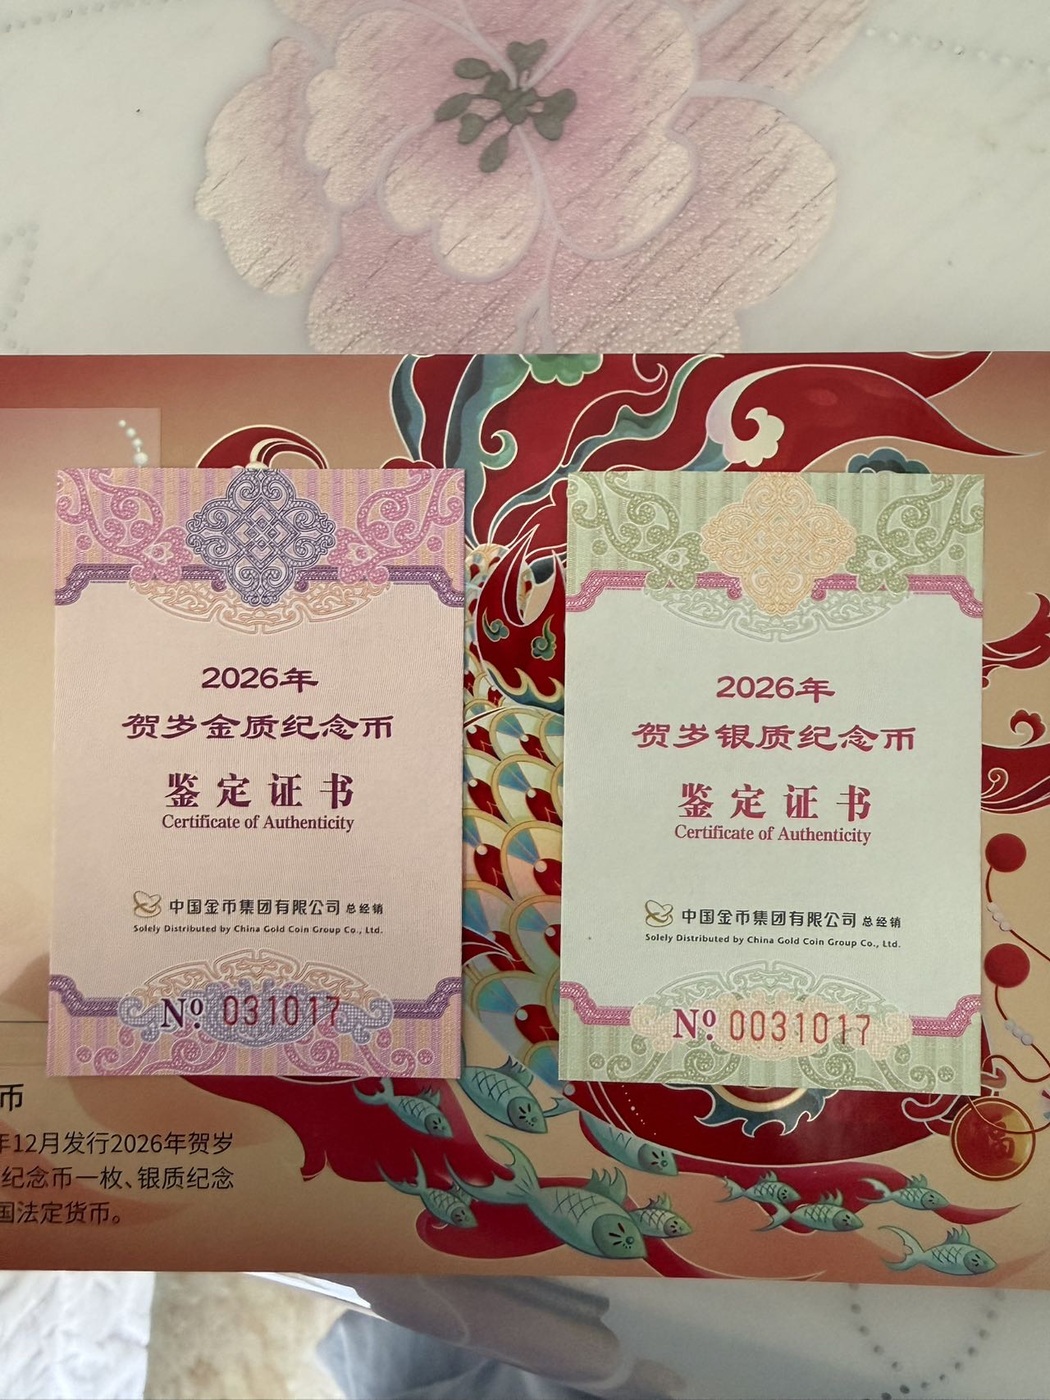 2026年
贺岁金质纪念币
鉴定证书
Certificate of Authenticity
中国金币集团有限公司 总经销
Solely Distributed by China Gold Coin Group Co., Ltd.
Nº 031017
2026年
贺岁银质纪念币
鉴定证书
Certificate of Authenticity
中国金币集团有限公司 总经销
Solely Distributed by China Gold Coin Group Co., Ltd.
Nº 0031017
币
年12月发行2026年贺岁
纪念币一枚、银质纪念
国法定货币。
福